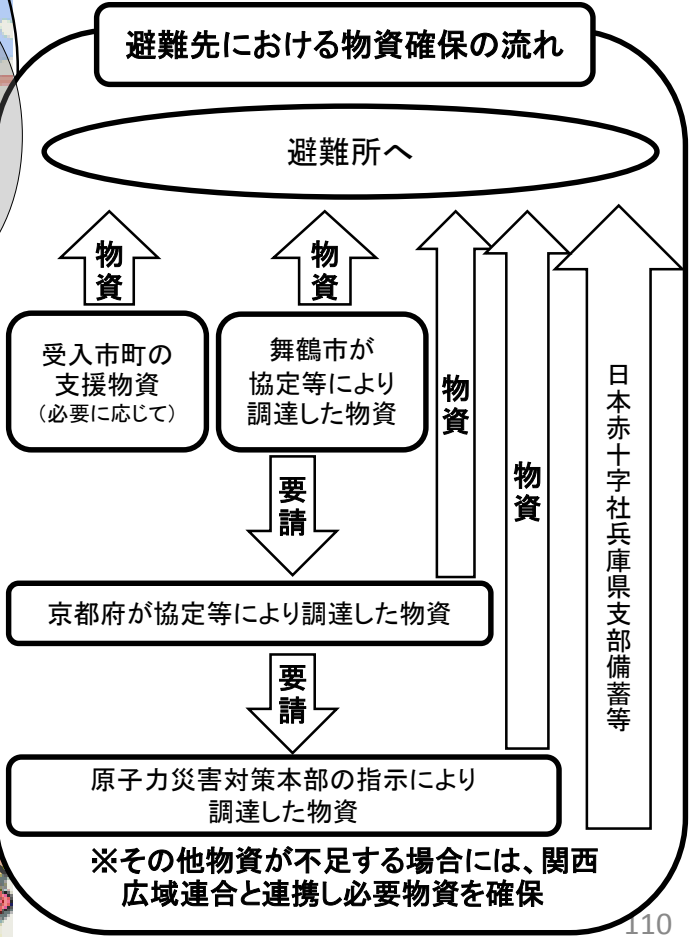 避難先における物資確保の流れ
避難所へ
物資
物資
受入市町の
支援物資
(必要に応じて)
舞鶴市が
協定等により
調達した物資
物資
物資
日本赤十字社兵庫県支部備蓄等
要請
京都府が協定等により調達した物資
要請
原子力災害対策本部の指示により
調達した物資
※その他物資が不足する場合には、関西
広域連合と連携し必要物資を確保
110